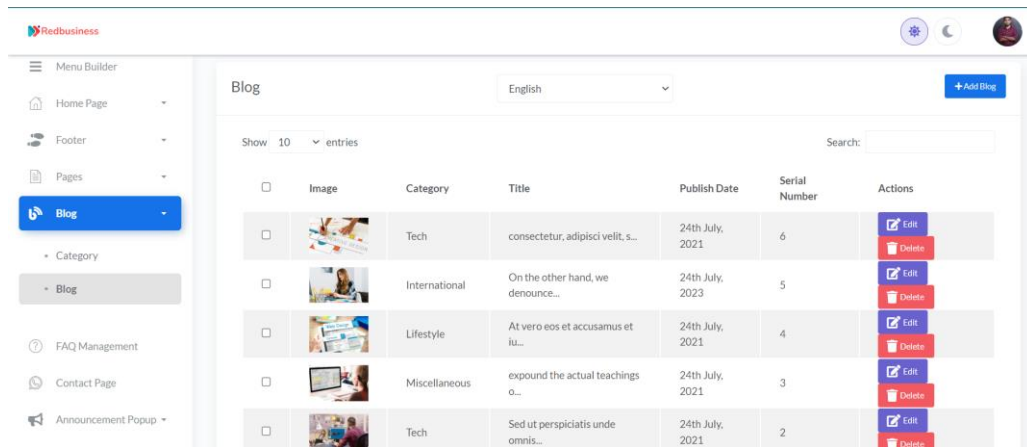 Redbusiness
Menu Builder
Home Page
Footer
Pages
Blog
Category
Blog
FAQ Management
Contact Page
Announcement Popup
Blog
English
+ Add Blog
Show 10 entries
Search:
Image Category Title Publish Date Serial Number Actions
Tech consectetur, adipisci velit, s... 24th July, 2021 6 Edit Delete
International On the other hand, we denounce... 24th July, 2023 5 Edit Delete
Lifestyle At vero eos et accusamus et iu... 24th July, 2021 4 Edit Delete
Miscellaneous expound the actual teachings o... 24th July, 2021 3 Edit Delete
Tech Sed ut perspiciatis unde omnis... 24th July, 2021 2 Edit Delete